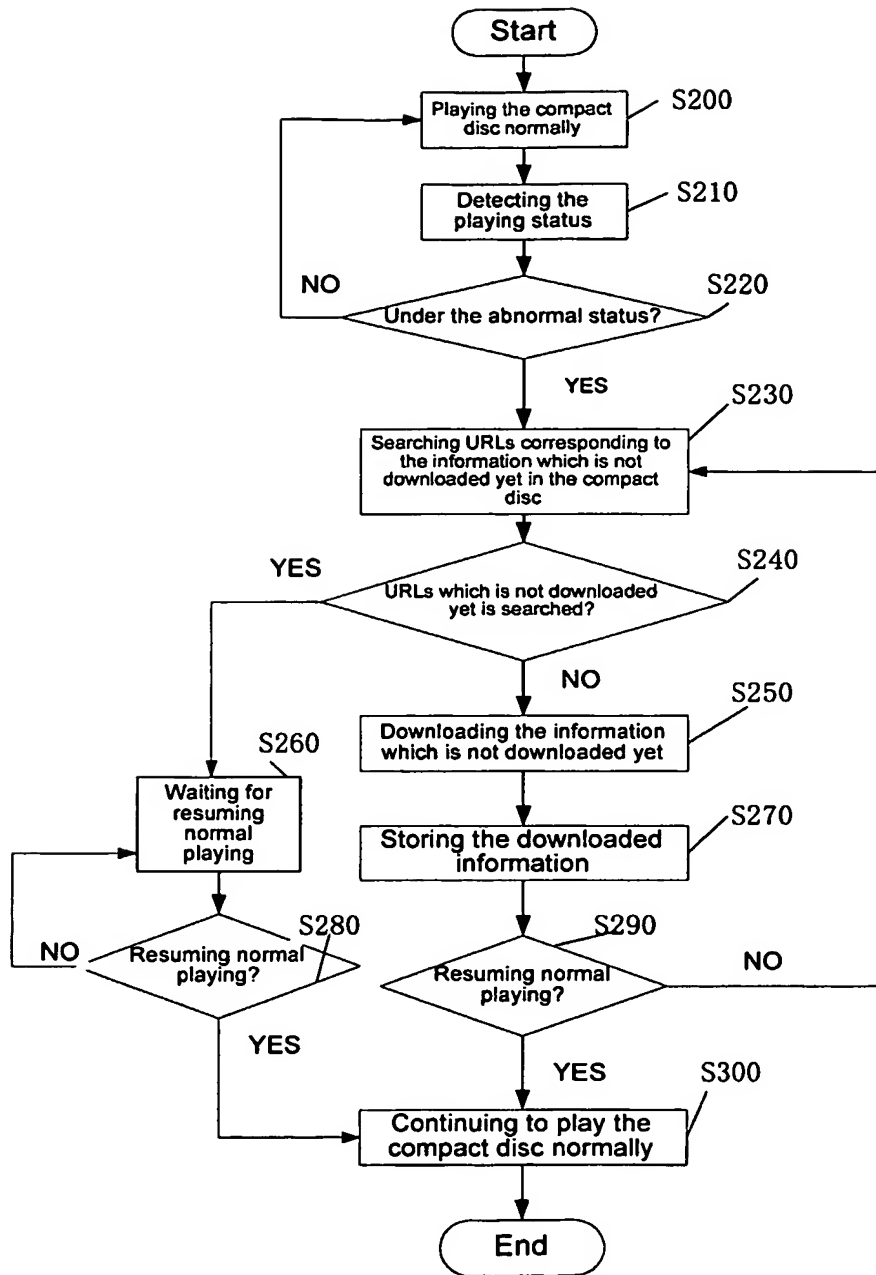 Start
Playing the compact
disc normally
S200
Detecting the
playing status
S210
NO
Under the abnormal status?
S220
YES
S230
Searching URLs corresponding to
the information which is not
downloaded yet in the compact
disc
YES
URLs which is not downloaded
yet is searched?
S240
NO
S250
Downloading the information
which is not downloaded yet
S260
Waiting for
resuming
normal
playing
Storing the downloaded
information
S270
NO
Resuming normal
playing?
S280
S290
Resuming normal
playing?
NO
YES
YES
S300
Continuing to play the
compact disc normally
End